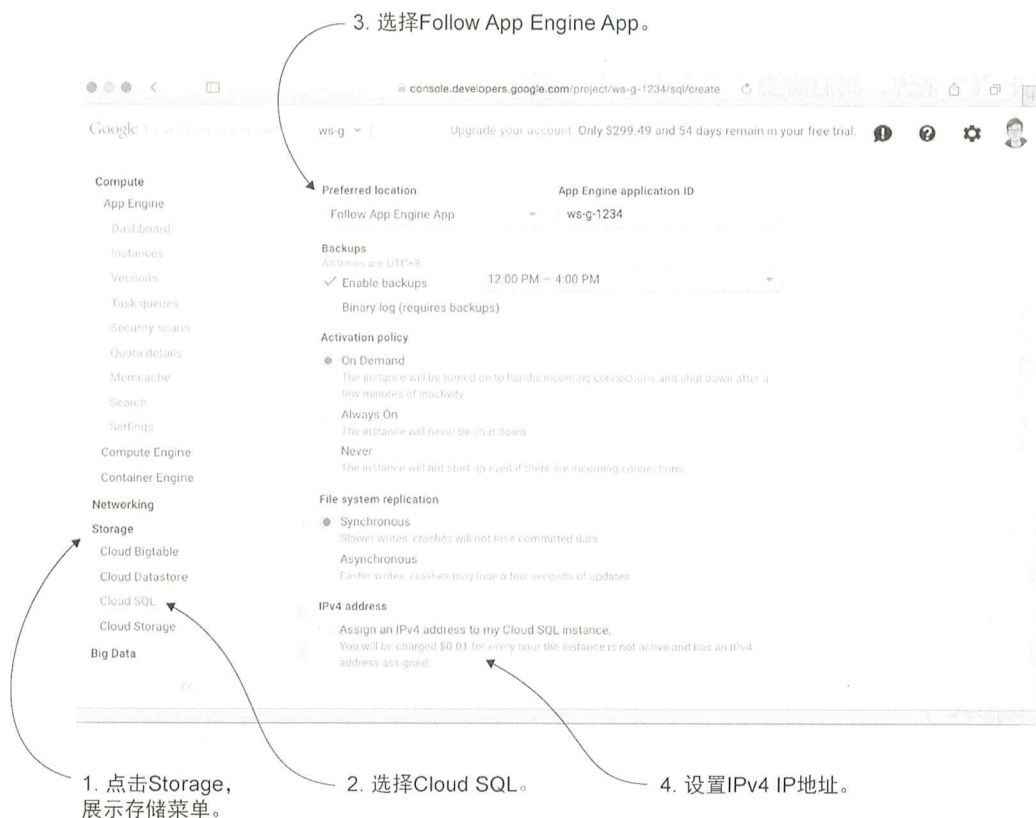 3. 选择Follow App Engine App。
console.developers.google.com/project/ws-g-1234/sql/create
Google
ws-g
Upgrade your account. Only $299.49 and 54 days remain in your free trial.
Compute
App Engine
Dashboard
Instances
Versions
Task queues
Security scans
Quota details
Memcache
Search
Settings
Compute Engine
Container Engine
Networking
Storage
Cloud Bigtable
Cloud Datastore
Cloud SQL
Cloud Storage
Big Data
<<
Preferred location
App Engine application ID
Follow App Engine App
ws-g-1234
Backups
All times are UTC+8
Enable backups
12:00 PM – 4:00 PM
Binary log (requires backups)
Activation policy
On Demand
The instance will be turned on to handle incoming connections and shut down after a
few minutes of inactivity.
Always On
The instance will never be shut down
Never
The instance will not start up even if there are incoming connections.
File system replication
Synchronous
Slower writes, crashes will not lose committed data
Asynchronous
Faster writes, crashes may lose a few seconds of updates
IPv4 address
Assign an IPv4 address to my Cloud SQL instance.
You will be charged $0.01 for every hour the instance is not active and has an IPv4
address assigned.
1. 点击Storage，
展示存储菜单。
2. 选择Cloud SQL。
4. 设置IPv4 IP地址。